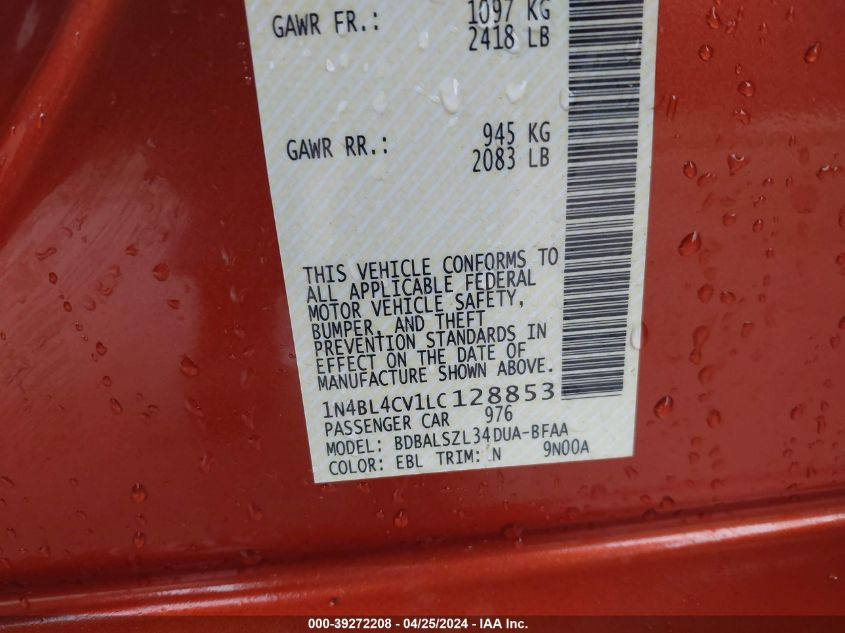 GAWR FR.: 1097 KG
2418 LB
GAWR RR.: 945 KG
2083 LB
THIS VEHICLE CONFORMS TO
ALL APPLICABLE FEDERAL
MOTOR VEHICLE SAFETY,
BUMPER, AND THEFT
PREVENTION STANDARDS IN
EFFECT ON THE DATE OF
MANUFACTURE SHOWN ABOVE.
1N4BL4CV1LC128853
PASSENGER CAR 976
MODEL: BDBALSZL34DUA-BFAA
COLOR: EBL TRIM: N 9N00A
000-39272208 - 04/25/2024 - IAA Inc.